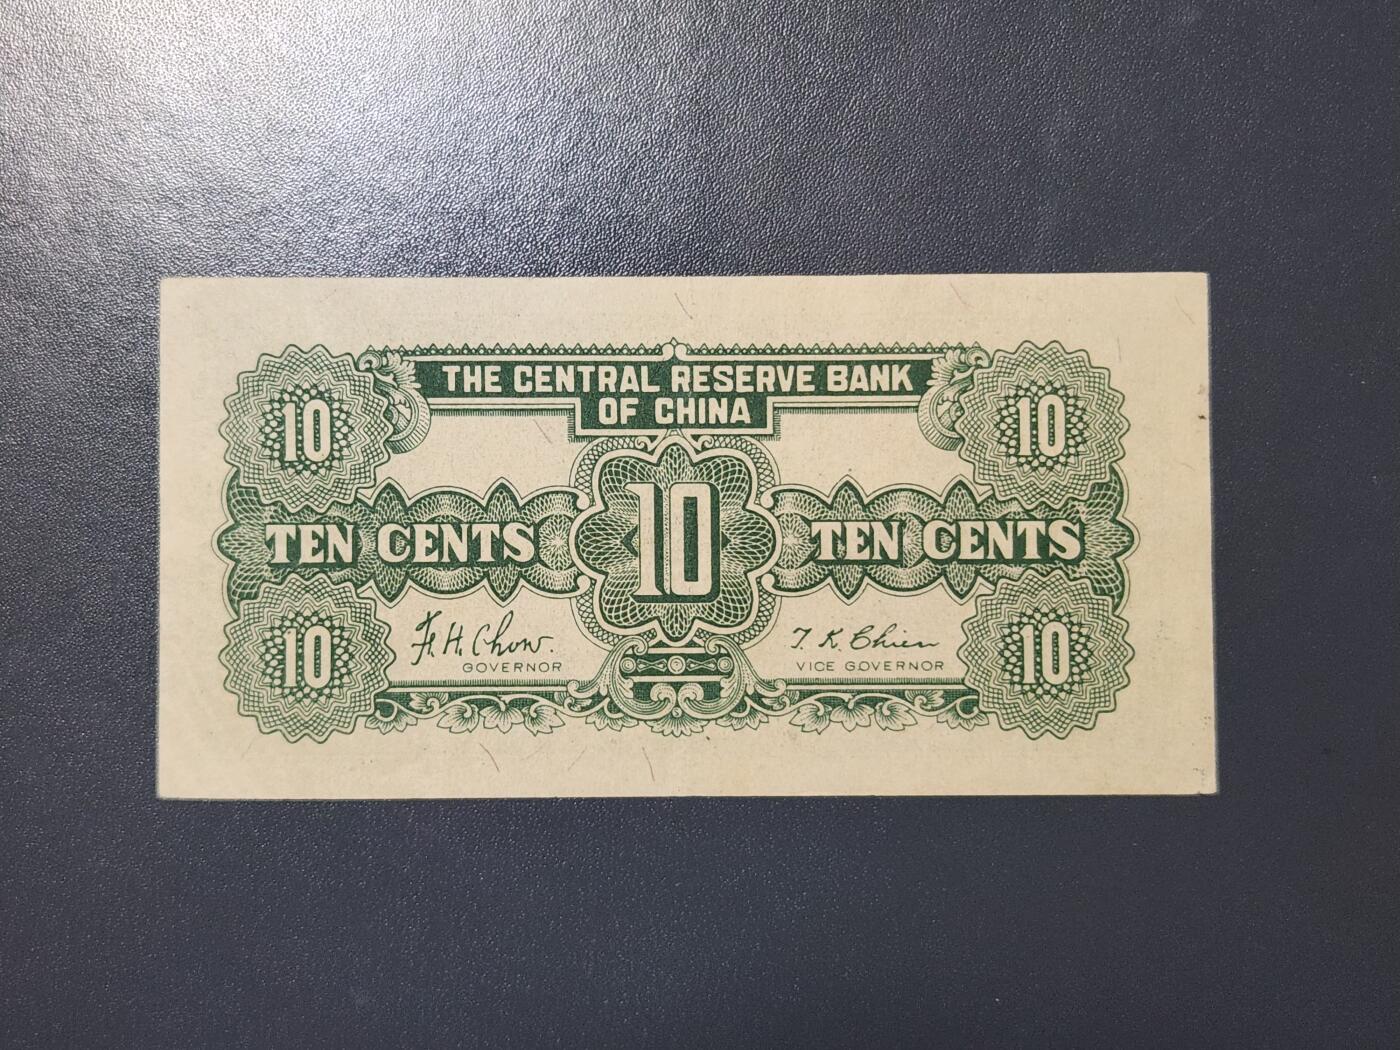 THE CENTRAL RESERVE BANK
OF CHINA
10
10
10
TEN CENTS
TEN CENTS
F. H. Chow.
GOVERNOR
T. K. Chien
VICE GOVERNOR
10
10